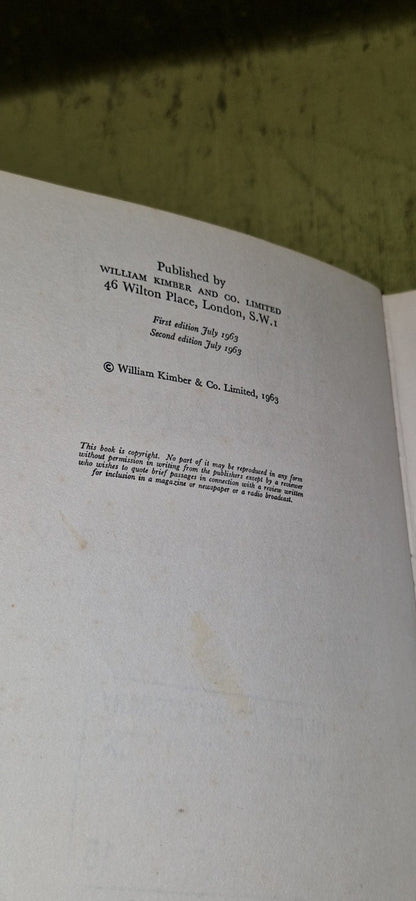 Published by
WILLIAM KIMBER AND CO. LIMITED
46 Wilton Place, London, S.W.1
First edition July 1963
Second edition July 1963
© William Kimber & Co. Limited, 1963
This book is copyright. No part of it may be reproduced in any form
without permission in writing from the publishers except by a reviewer
who wishes to quote brief passages in connection with a review written
for inclusion in a magazine or newspaper or a radio broadcast.